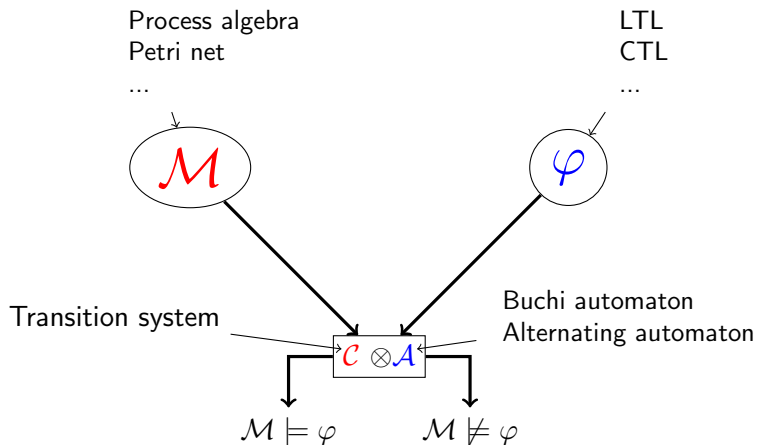 Process algebra
Petri net
...
LTL
CTL
...
ℳ
φ
Transition system
Buchi automaton
Alternating automaton
𝒞 ⊗𝒜
ℳ ⊨ φ
ℳ ⊭ φ